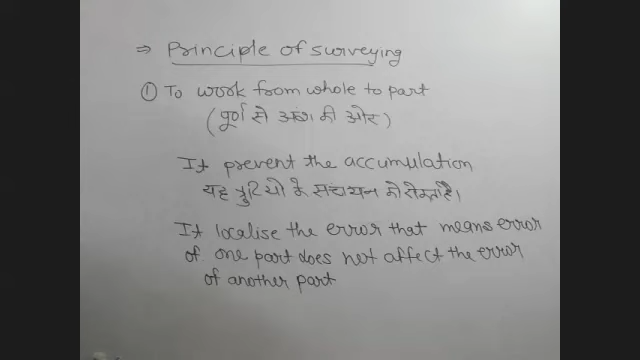 ⇒ Principle of surveying
① To work from whole to part
(पूर्ण से अंश की ओर)
It prevent the accumulation
यह त्रुटियो के संचयन को रोकता है।
It localise the error that means error
of one part does not affect the error
of another part